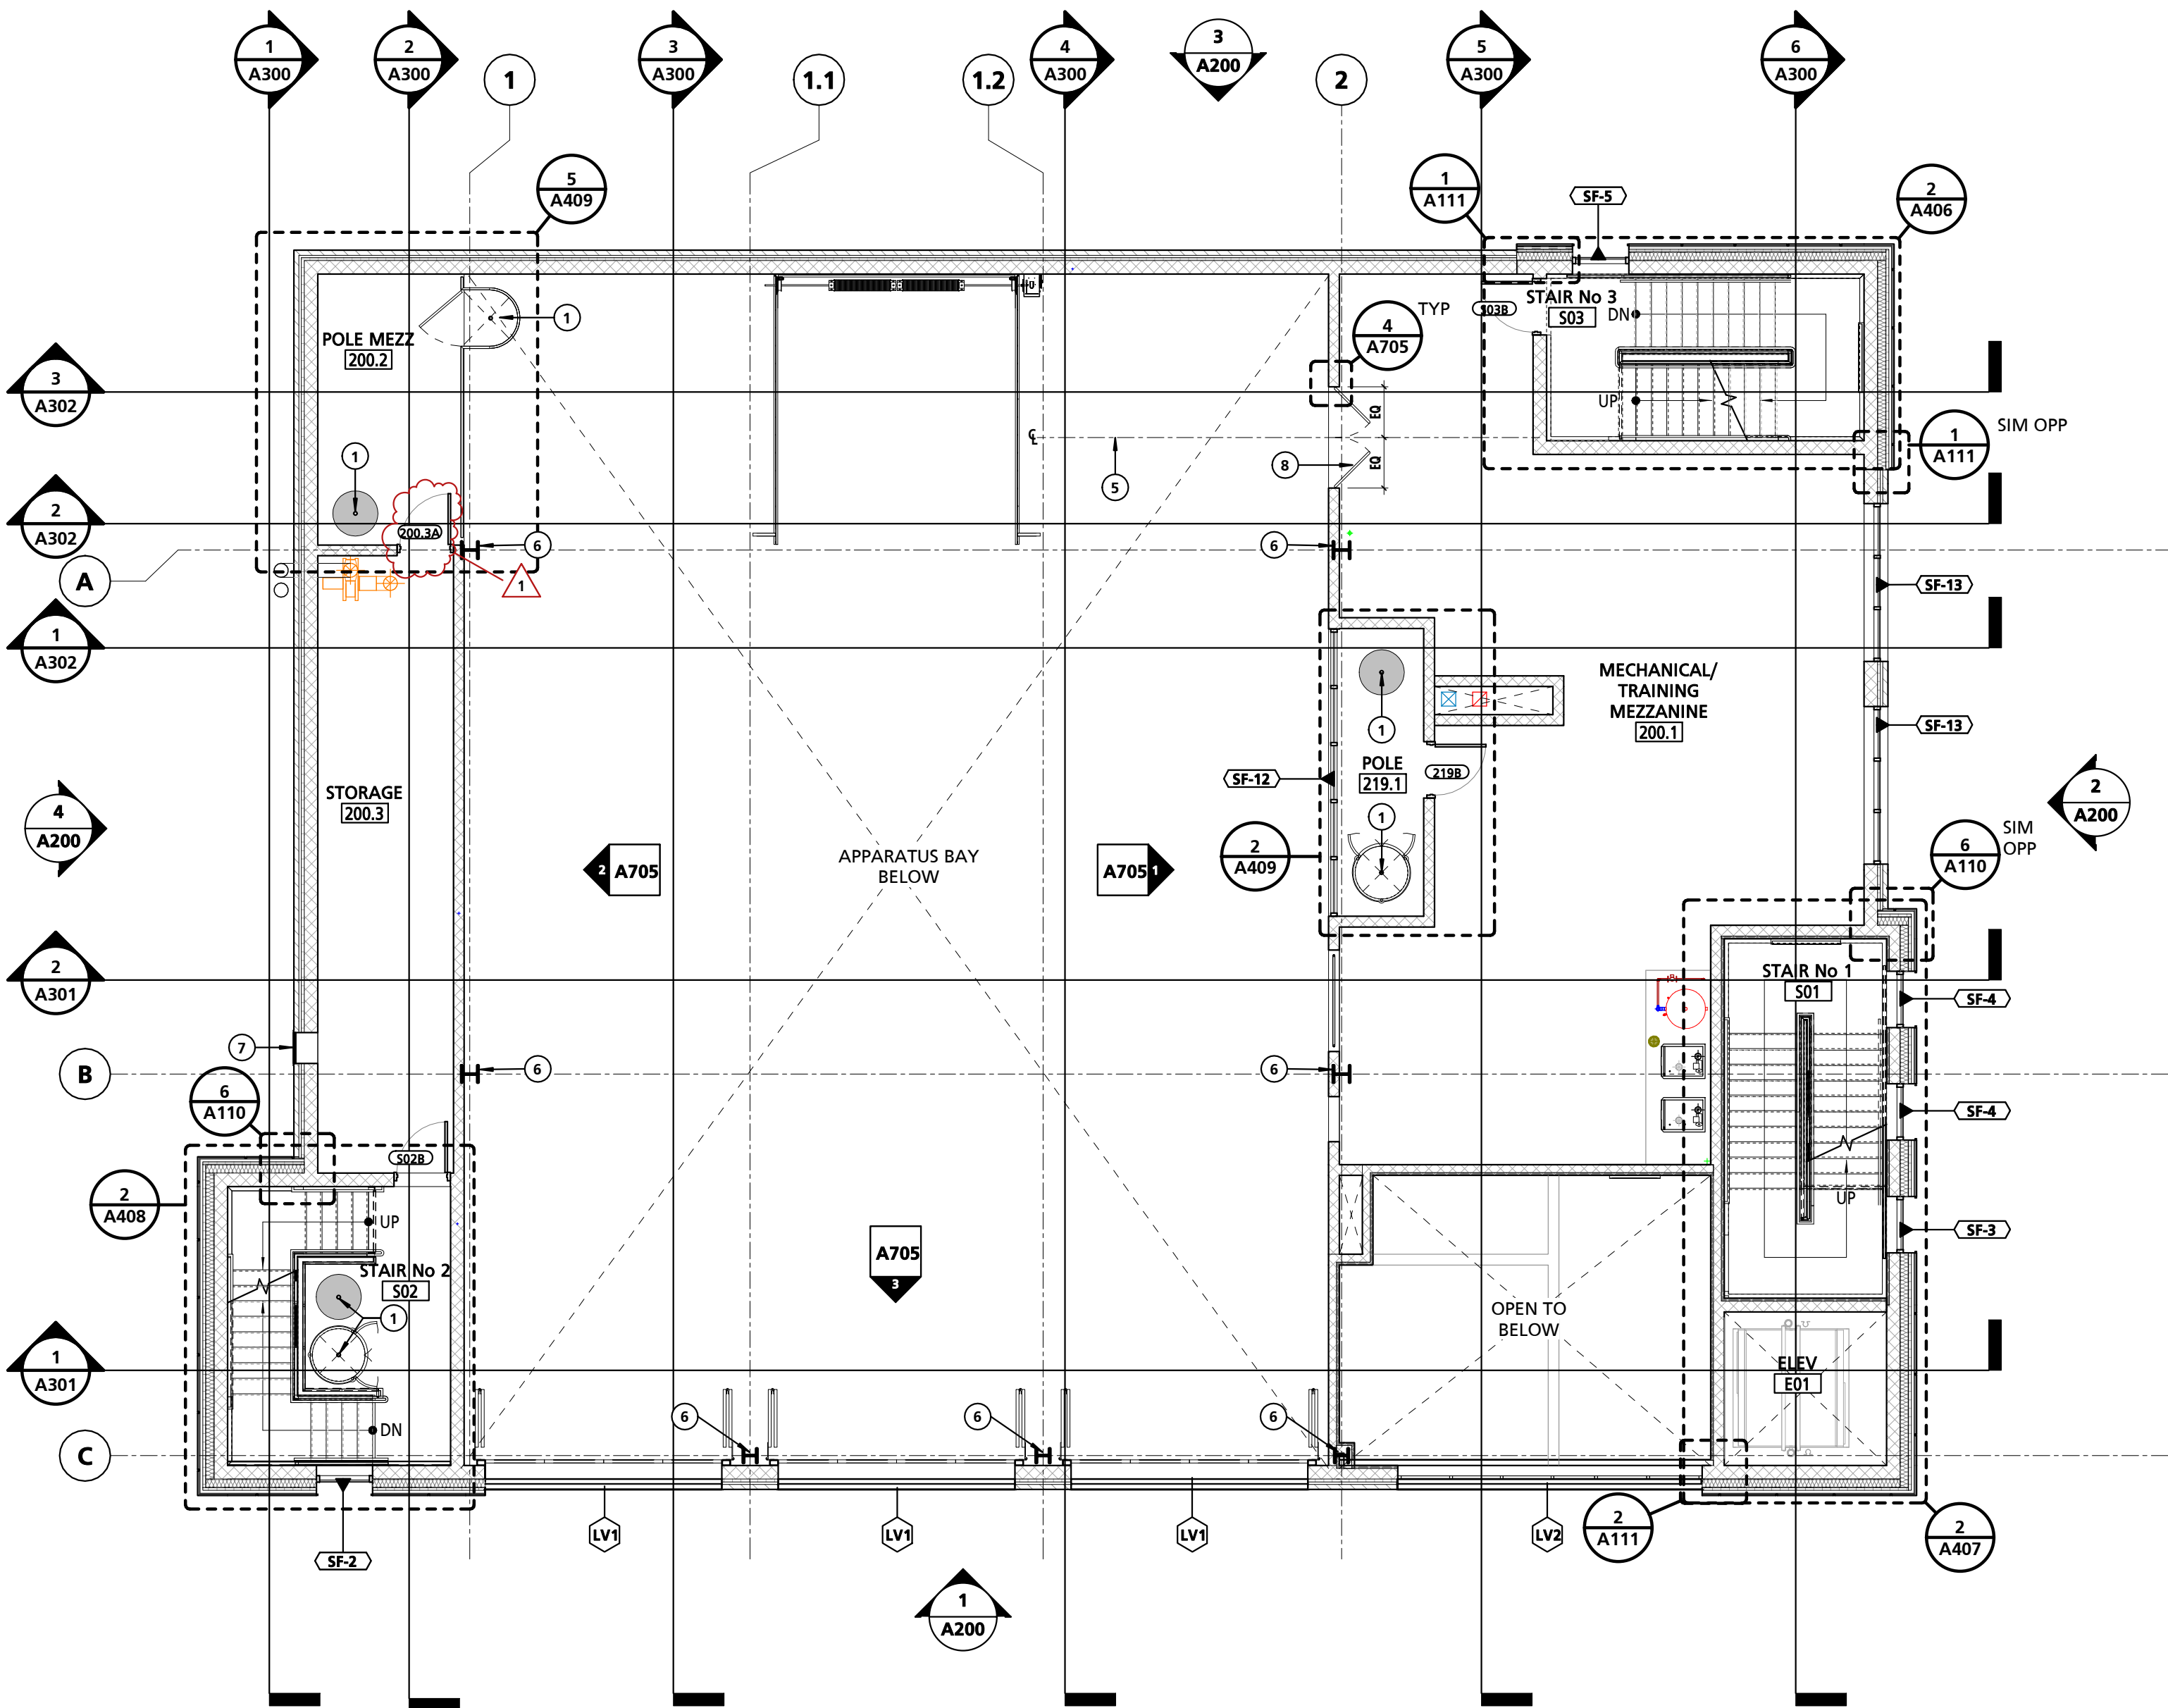 1
A300
2
A300
1
3
A300
1.1
1.2
4
A300
3
A200
2
5
A300
6
A300
5
A409
1
A111
SF-5
2
A406
POLE MEZZ
200.2
1
4
A705
TYP
S03B
STAIR No 3
S03
DN
UP
3
A302
1
EQ
EQ
℄
5
8
1
A111
SIM OPP
2
A302
200.3A
6
6
A
1
SF-13
1
A302
1
MECHANICAL/
TRAINING
MEZZANINE
200.1
SF-13
STORAGE
200.3
SF-12
POLE
219.1
219B
4
A200
2
A200
1
2 A705
APPARATUS BAY
BELOW
A705 1
2
A409
6
A110
SIM
OPP
2
A301
STAIR No 1
S01
SF-4
7
B
6
6
SF-4
6
A110
S02B
2
A408
UP
UP
SF-3
STAIR No 2
S02
A705
3
1
OPEN TO
BELOW
1
A301
ELEV
E01
DN
6
6
6
C
LV1
LV1
LV1
LV2
2
A111
2
A407
SF-2
1
A200